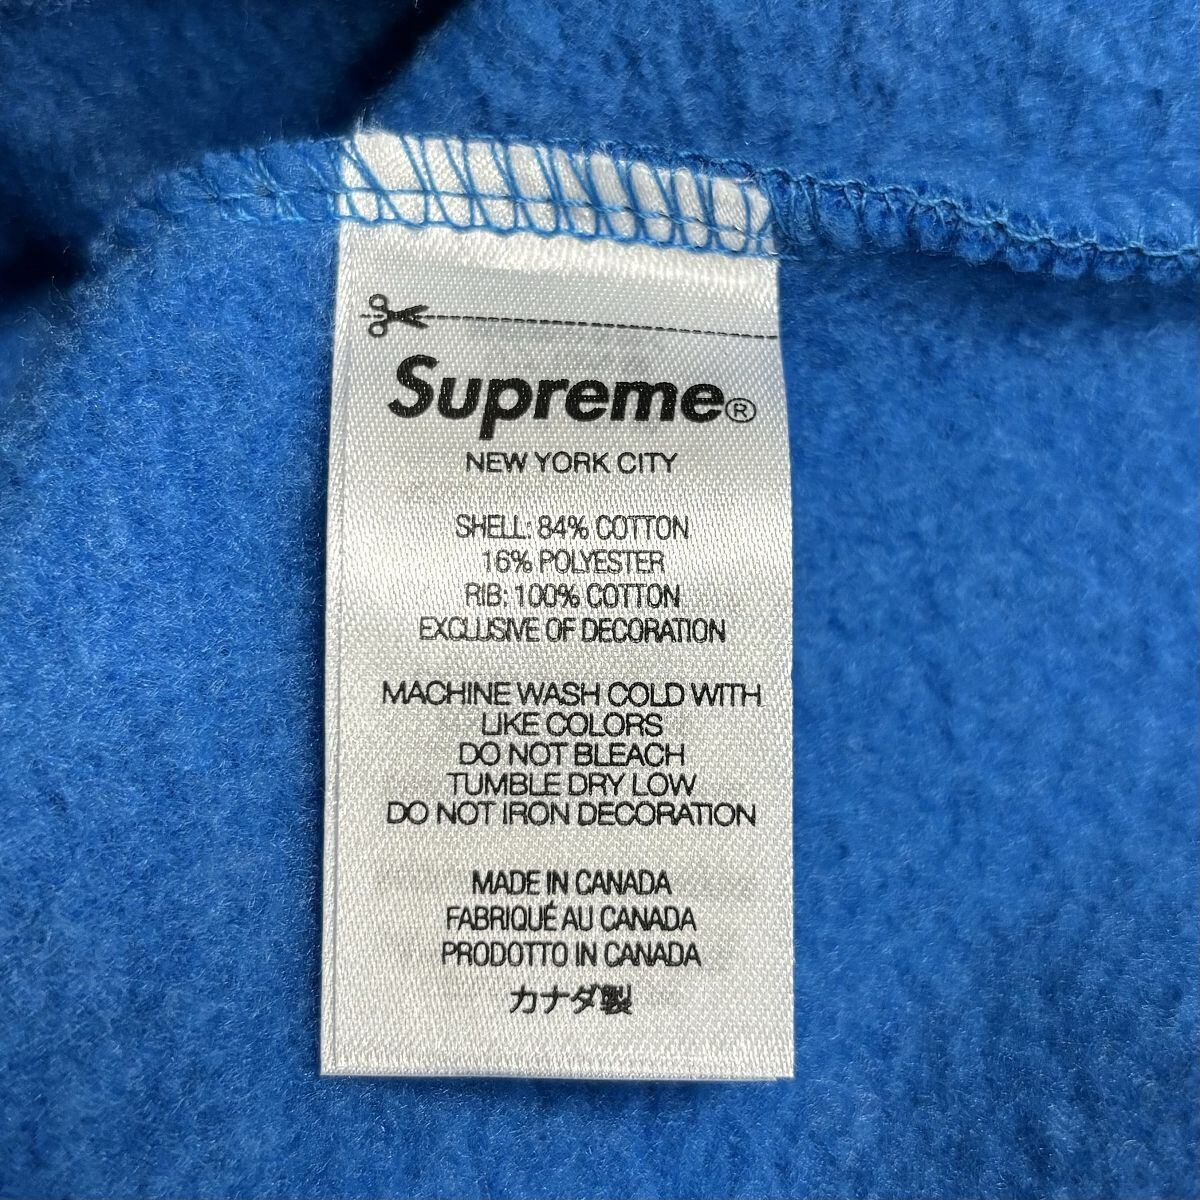 Supreme®
NEW YORK CITY
SHELL: 84% COTTON
16% POLYESTER
RIB: 100% COTTON
EXCLUSIVE OF DECORATION
MACHINE WASH COLD WITH
LIKE COLORS
DO NOT BLEACH
TUMBLE DRY LOW
DO NOT IRON DECORATION
MADE IN CANADA
FABRIQUÉ AU CANADA
PRODOTTO IN CANADA
カナダ製